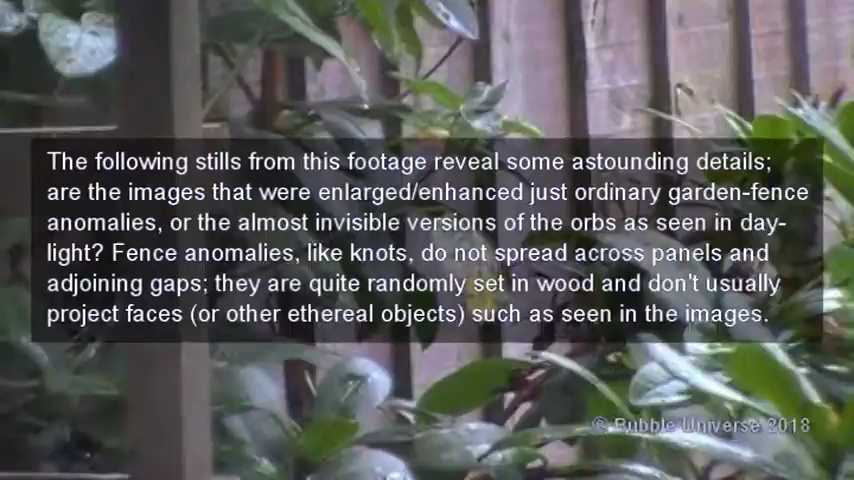 The following stills from this footage reveal some astounding details;
are the images that were enlarged/enhanced just ordinary garden-fence
anomalies, or the almost invisible versions of the orbs as seen in day-
light? Fence anomalies, like knots, do not spread across panels and
adjoining gaps; they are quite randomly set in wood and don't usually
project faces (or other ethereal objects) such as seen in the images.
© Bubble Universe 2018